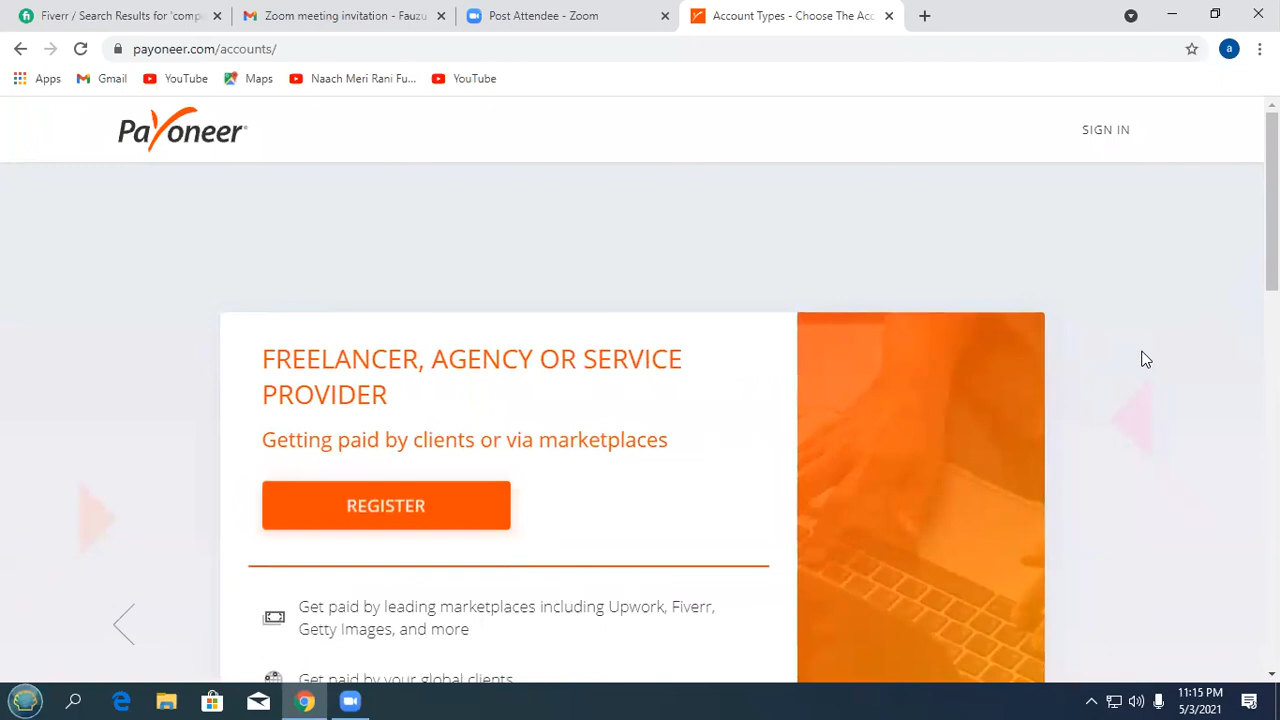 Fiverr / Search Results for 'comp
Zoom meeting invitation - Fauzu
Post Attendee - Zoom
Account Types - Choose The Acc
payoneer.com/accounts/
a
Apps
Gmail
YouTube
Maps
Naach Meri Rani Fu...
YouTube
Payoneer
SIGN IN
FREELANCER, AGENCY OR SERVICE
PROVIDER
Getting paid by clients or via marketplaces
REGISTER
Get paid by leading marketplaces including Upwork, Fiverr,
Getty Images, and more
Get paid by your global clients
11:15 PM
5/3/2021